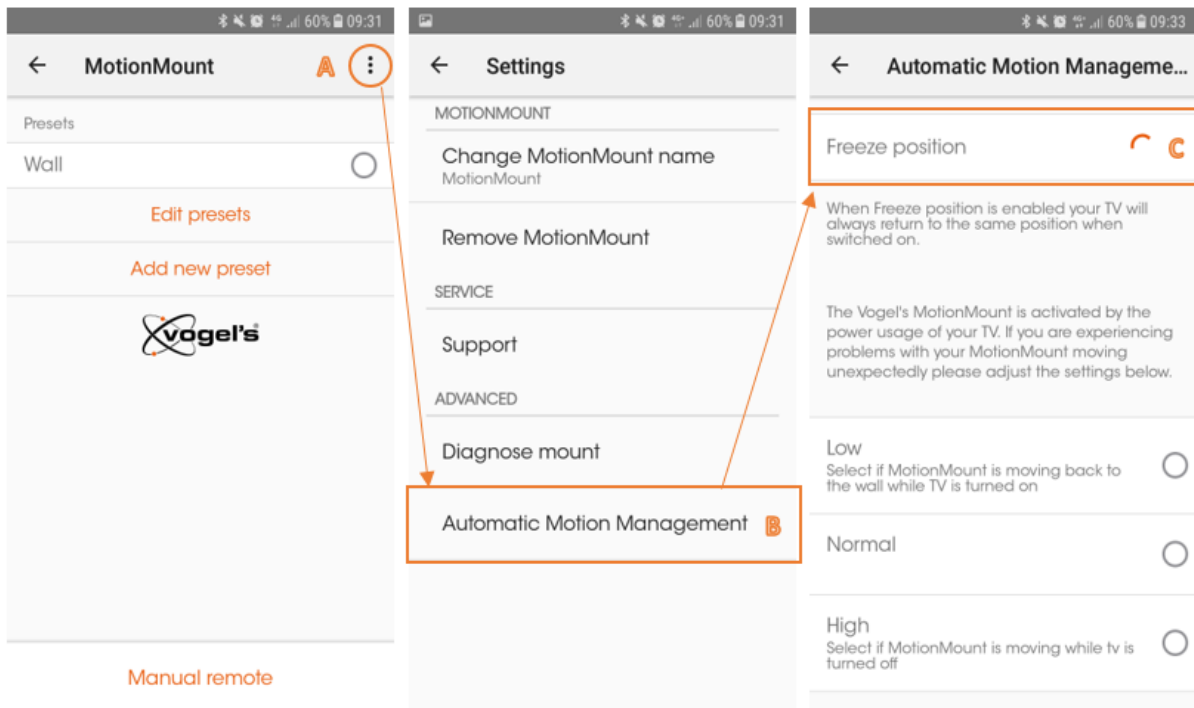 60% 09:31
MotionMount A
Presets
Wall
Edit presets
Add new preset
vogel's
Manual remote
4G+ 60% 09:31
Settings
MOTIONMOUNT
Change MotionMount name
MotionMount
Remove MotionMount
SERVICE
Support
ADVANCED
Diagnose mount
Automatic Motion Management B
60% 09:33
Automatic Motion Manageme...
Freeze position C
When Freeze position is enabled your TV will
always return to the same position when
switched on.
The Vogel's MotionMount is activated by the
power usage of your TV. If you are experiencing
problems with your MotionMount moving
unexpectedly please adjust the settings below.
Low
Select if MotionMount is moving back to
the wall while TV is turned on
Normal
High
Select if MotionMount is moving while tv is
turned off